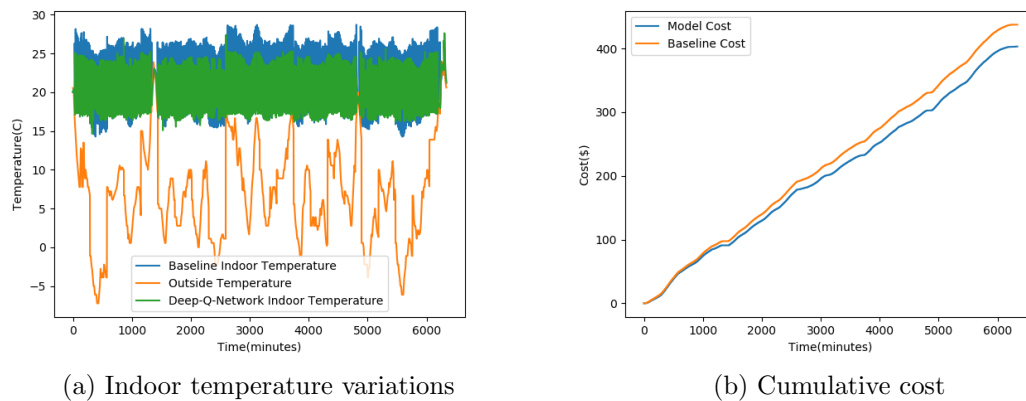 30
25
20
15
10
5
0
−5
Temperature(C)
Baseline Indoor Temperature
Outside Temperature
Deep-Q-Network Indoor Temperature
0 1000 2000 3000 4000 5000 6000
Time(minutes)
(a) Indoor temperature variations
400
300
200
100
0
Cost($)
Model Cost
Baseline Cost
0 1000 2000 3000 4000 5000 6000
Time(minutes)
(b) Cumulative cost